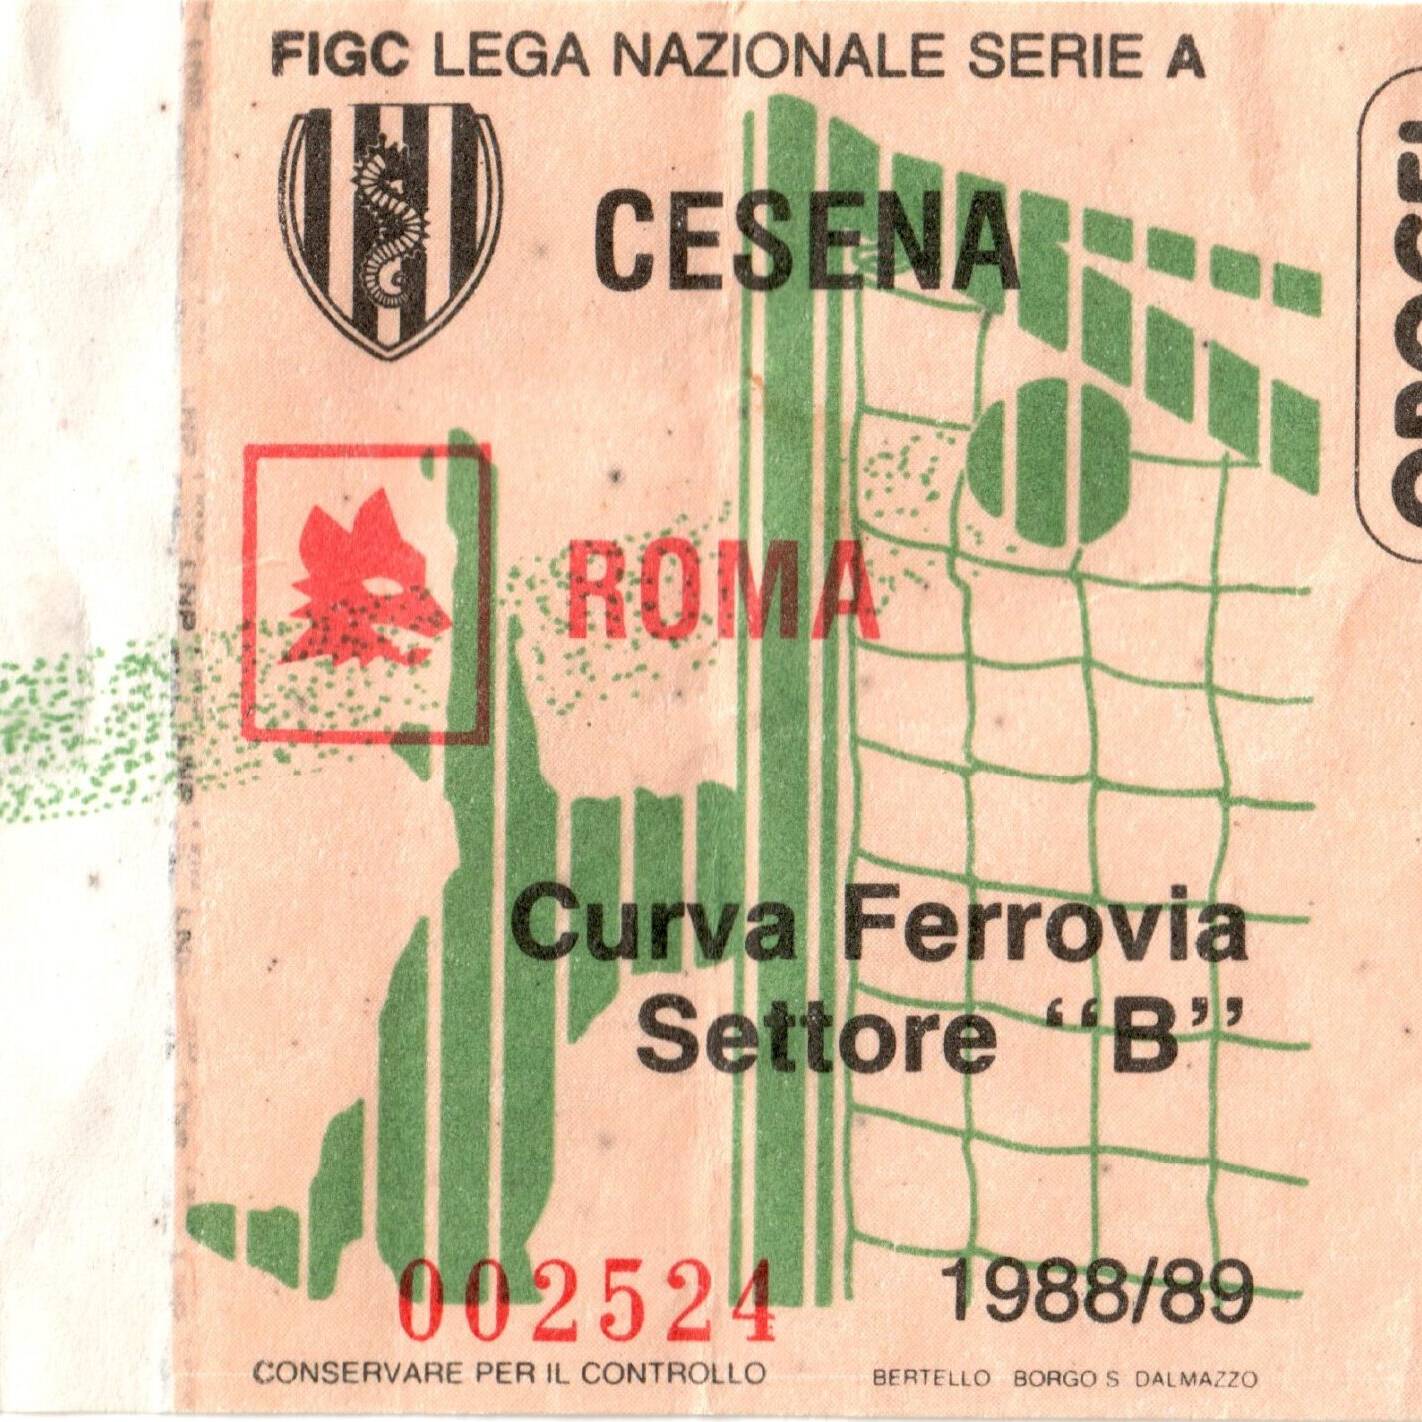 FIGC LEGA NAZIONALE SERIE A
CESENA
ROMA
Curva Ferrovia
Settore “B”
002524
1988/89
CONSERVARE PER IL CONTROLLO
BERTELLO BORGO S DALMAZZO